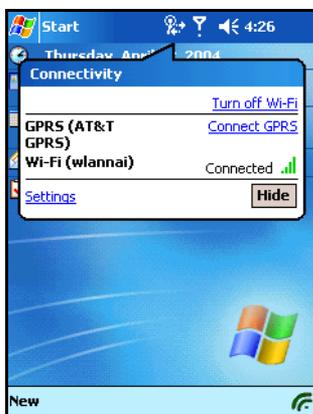 Start 4:26
Thursday, April 2004
Connectivity
Turn off Wi-Fi
GPRS (AT&T Connect GPRS
GPRS)
Wi-Fi (wlannai)
Connected
Settings Hide
New